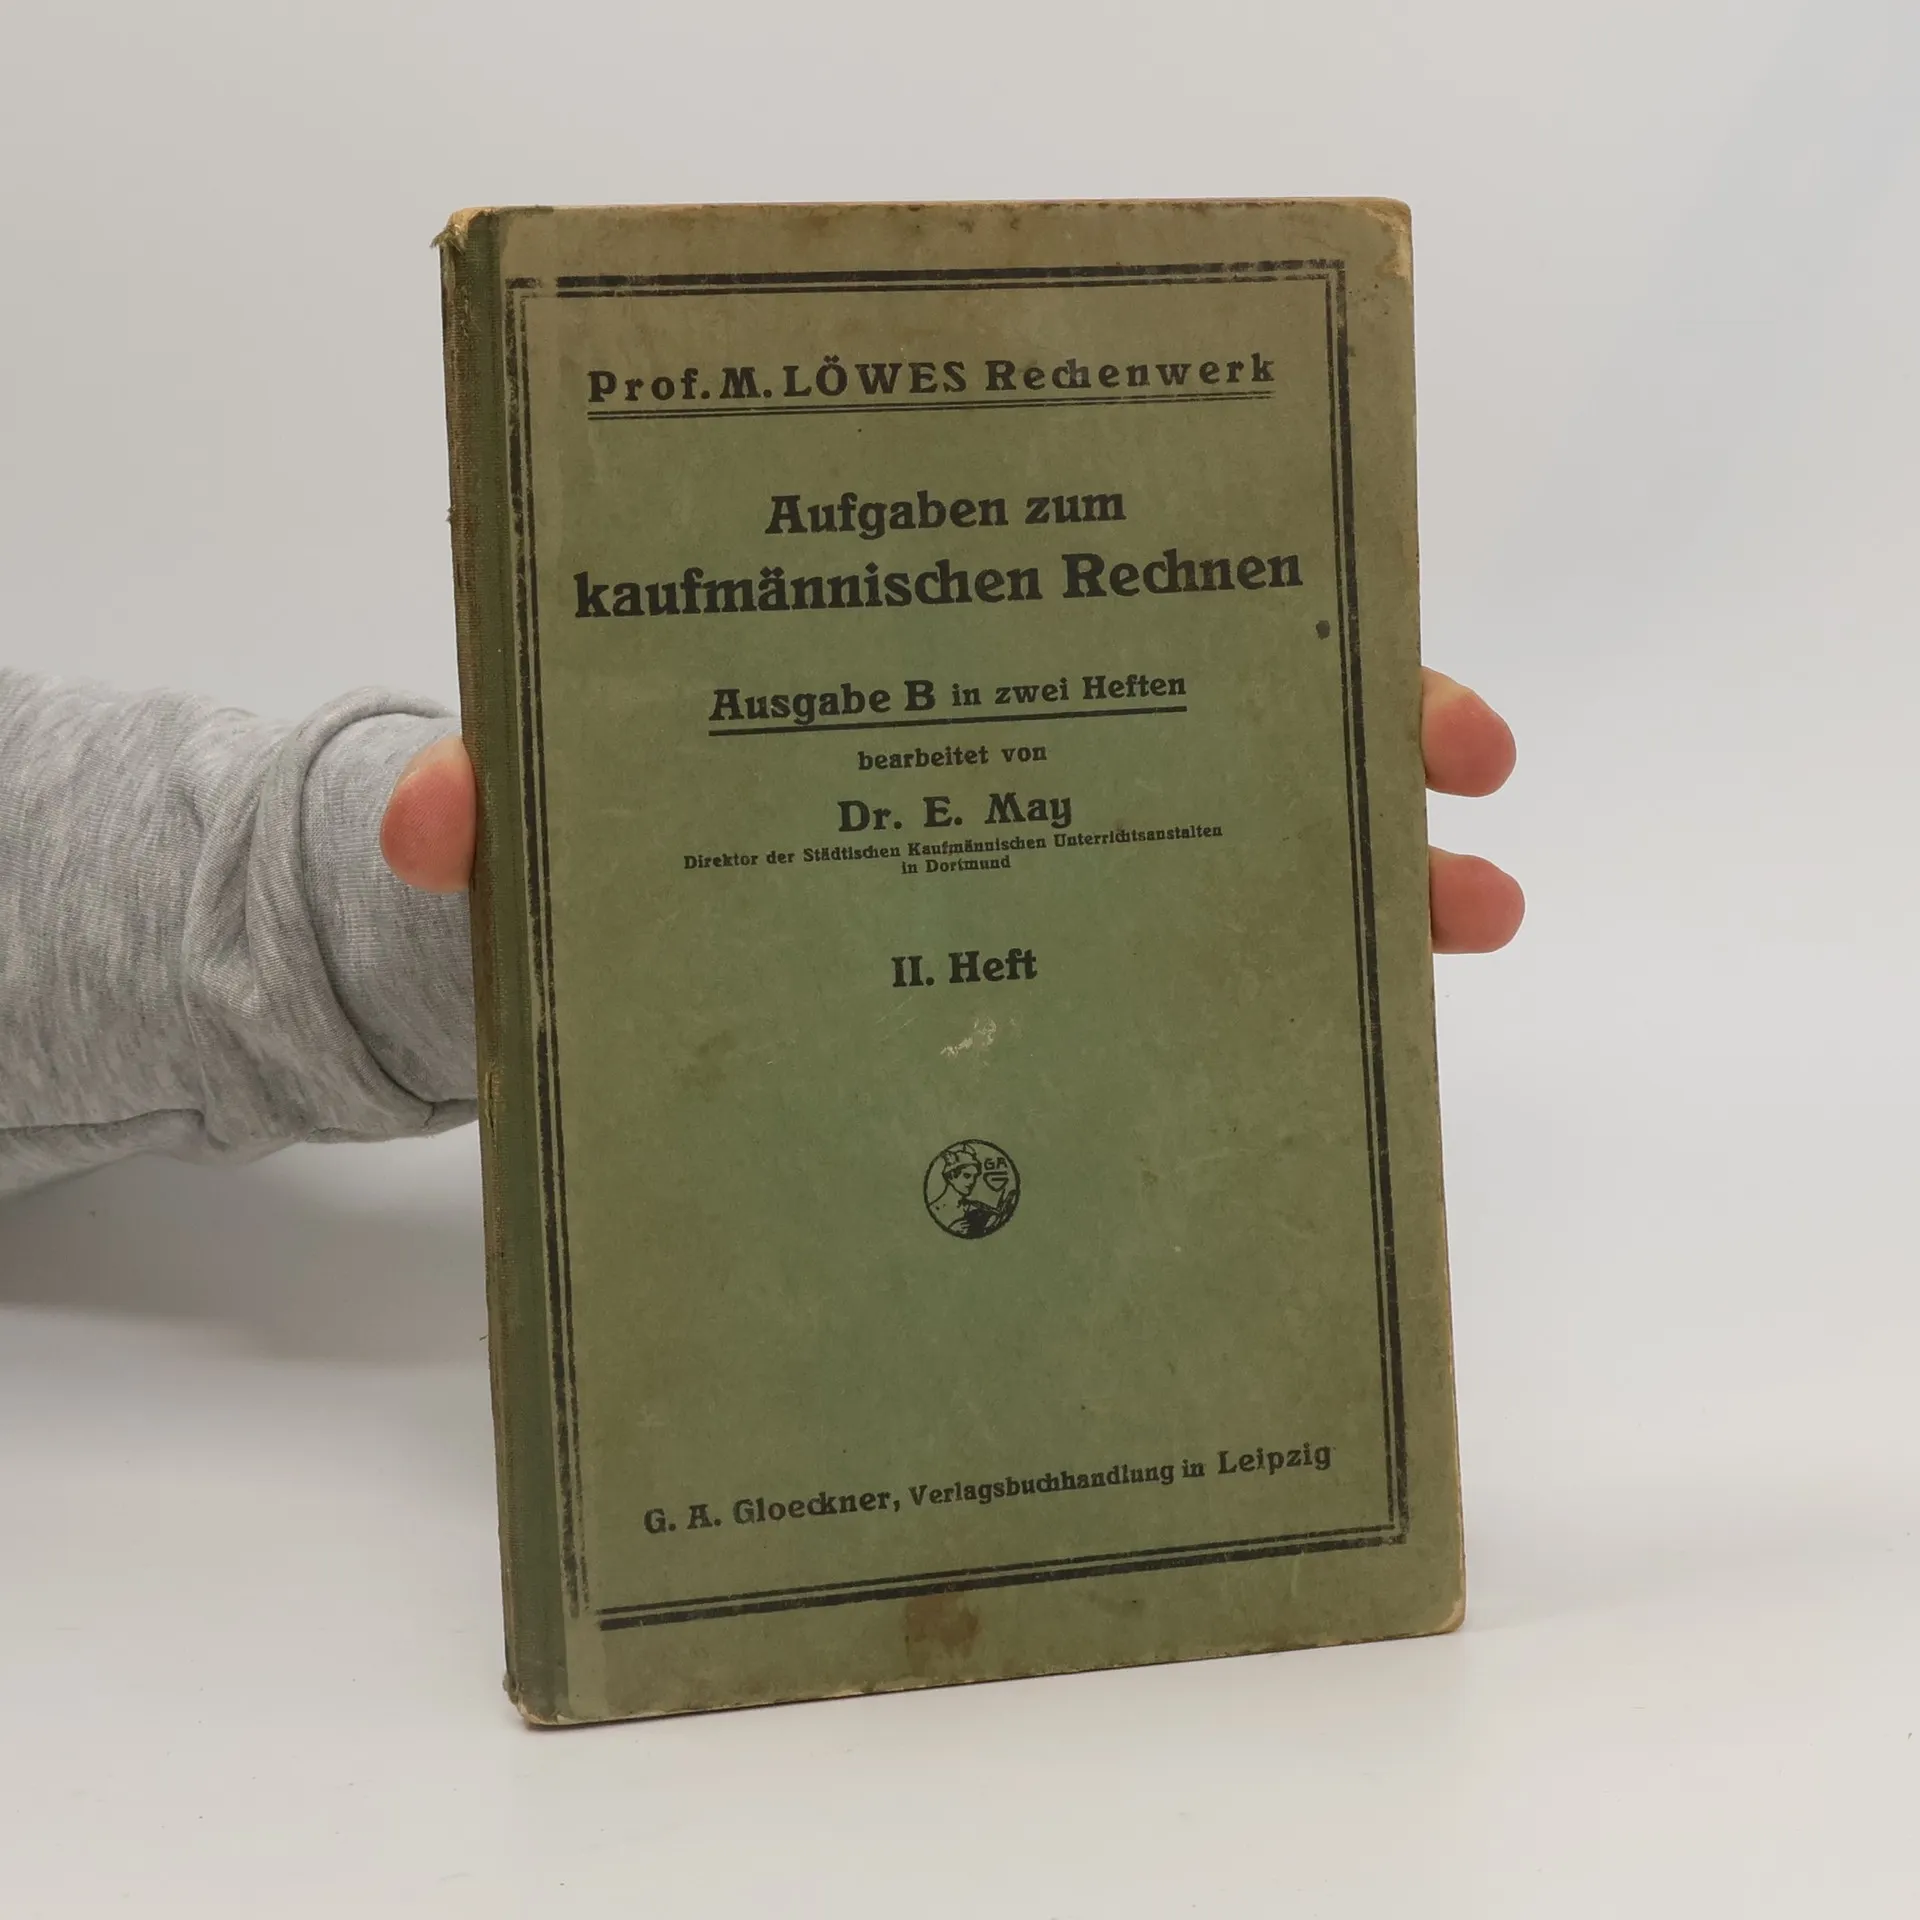 Prof. M. LÖWES Rechenwerk
Aufgaben zum
kaufmännischen Rechnen
Ausgabe B in zwei Heften
bearbeitet von
Dr. E. May
Direktor der Städtischen Kaufmännischen Unterrichtsanstalten
in Dortmund
II. Heft
GA
G
G. A. Gloeckner, Verlagsbuchhandlung in Leipzig